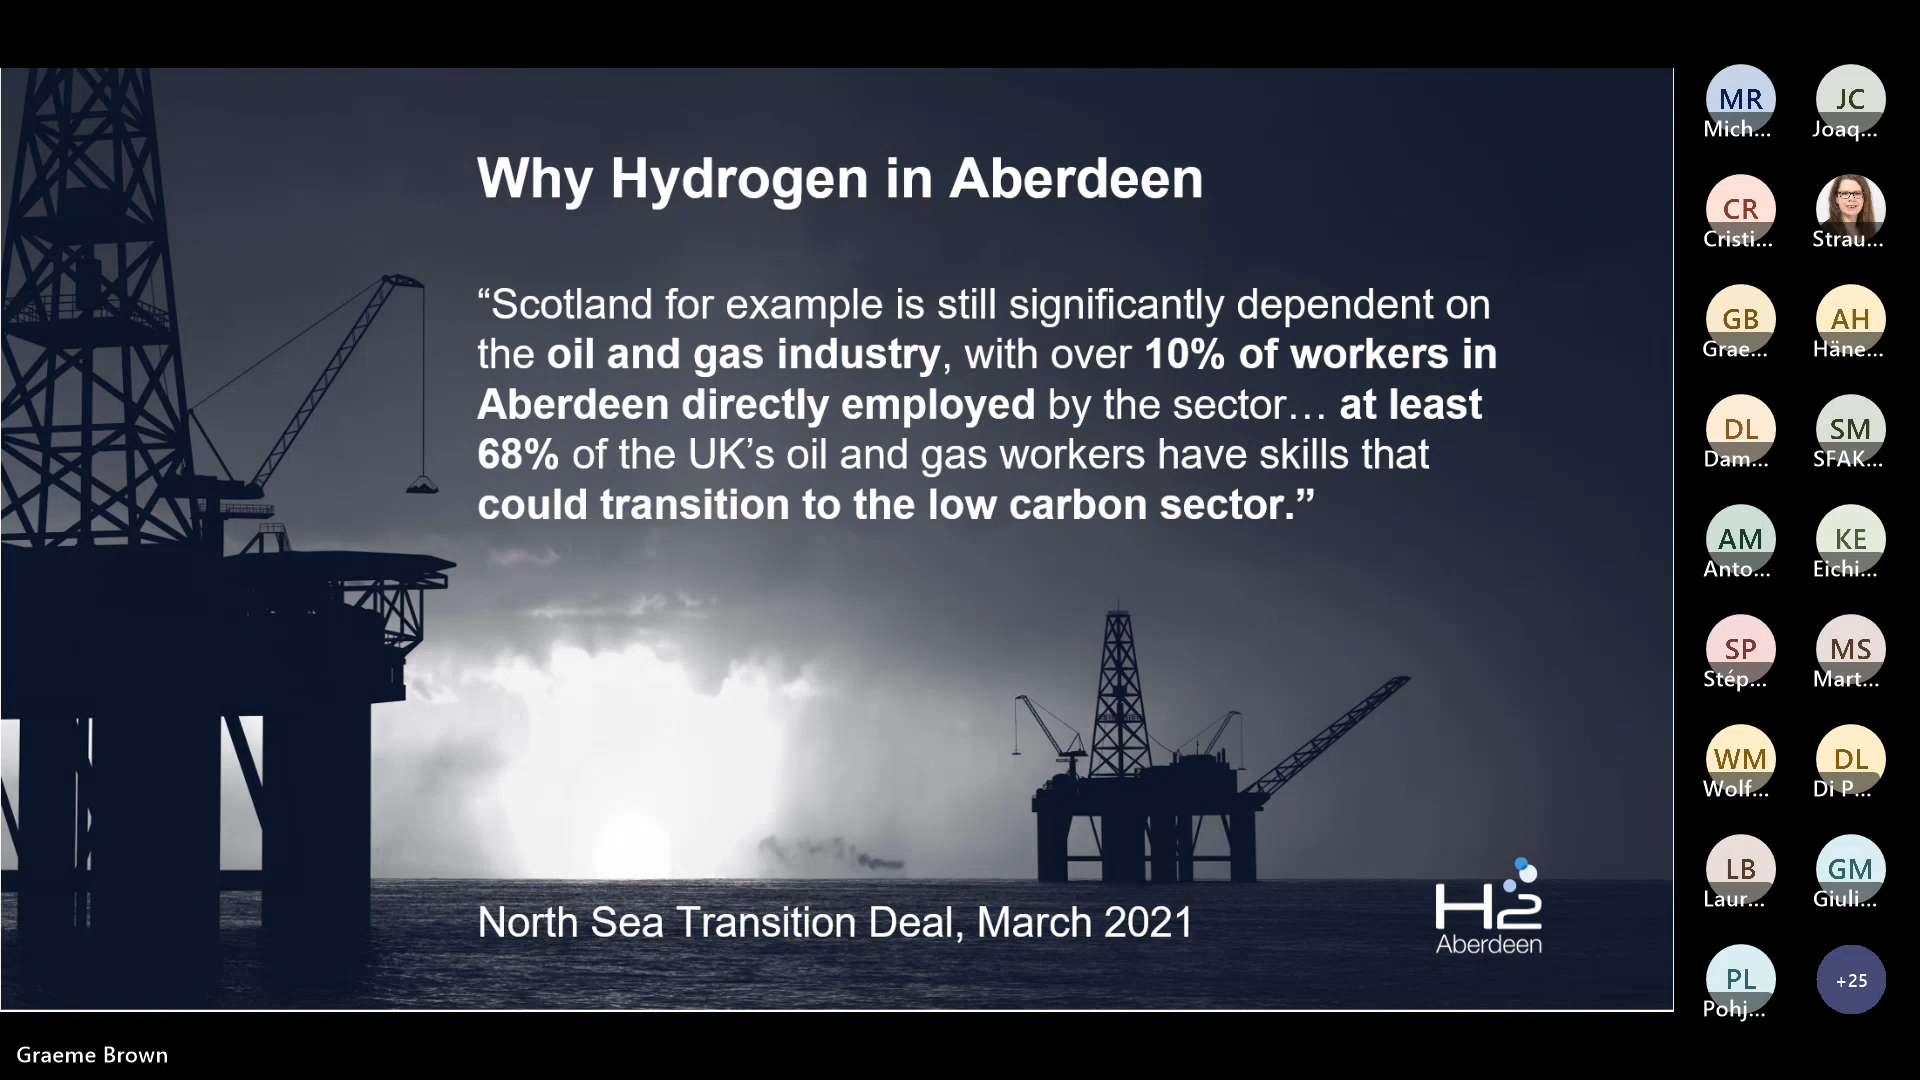 Why Hydrogen in Aberdeen
“Scotland for example is still significantly dependent on
the oil and gas industry, with over 10% of workers in
Aberdeen directly employed by the sector… at least
68% of the UK’s oil and gas workers have skills that
could transition to the low carbon sector.”
North Sea Transition Deal, March 2021
H2
Aberdeen
MR
Mich...
JC
Joaq...
CR
Cristi...
Strau...
GB
Grae...
AH
Häne...
DL
Dam...
SM
SFAK...
AM
Anto...
KE
Eichi...
SP
Stép...
MS
Mart...
WM
Wolf...
DL
Di P...
LB
Laur...
GM
Giuli...
PL
Pohj...
+25
Graeme Brown